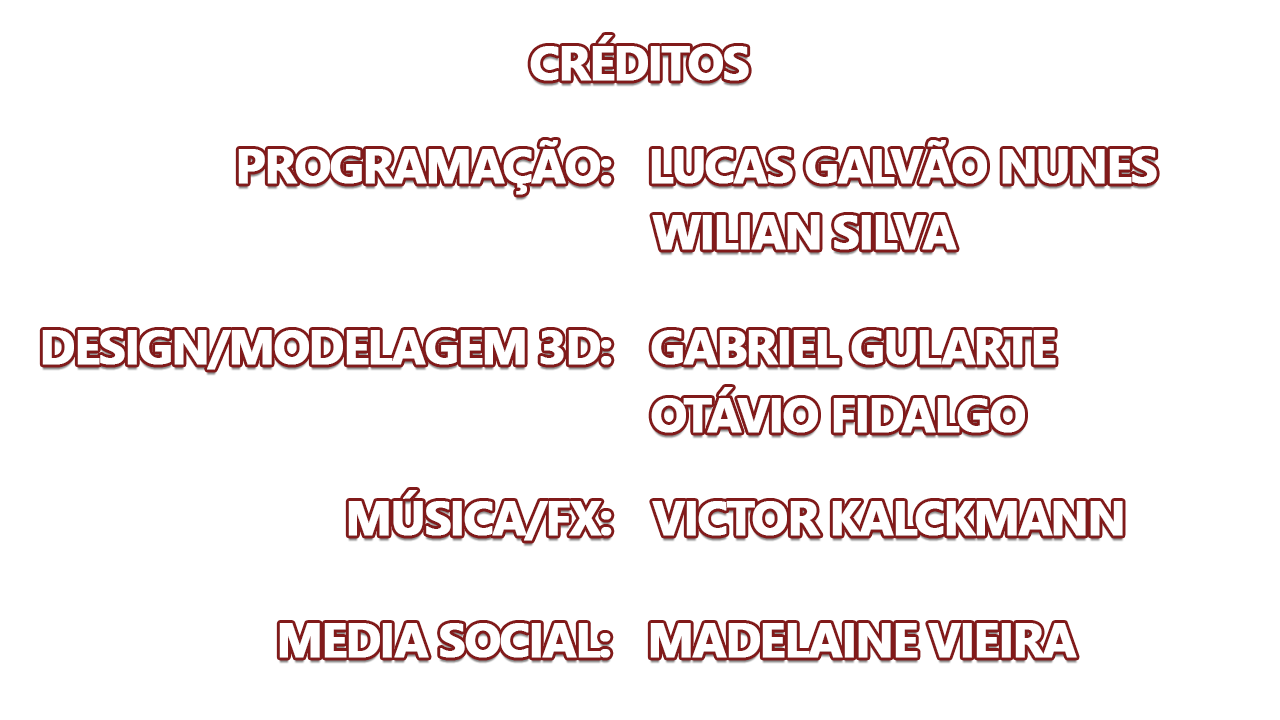 CRÉDITOS
PROGRAMAÇÃO: LUCAS GALVÃO NUNES
WILIAN SILVA
DESIGN/MODELAGEM 3D: GABRIEL GULARTE
OTÁVIO FIDALGO
MÚSICA/FX: VICTOR KALCKMANN
MEDIA SOCIAL: MADELAINE VIEIRA